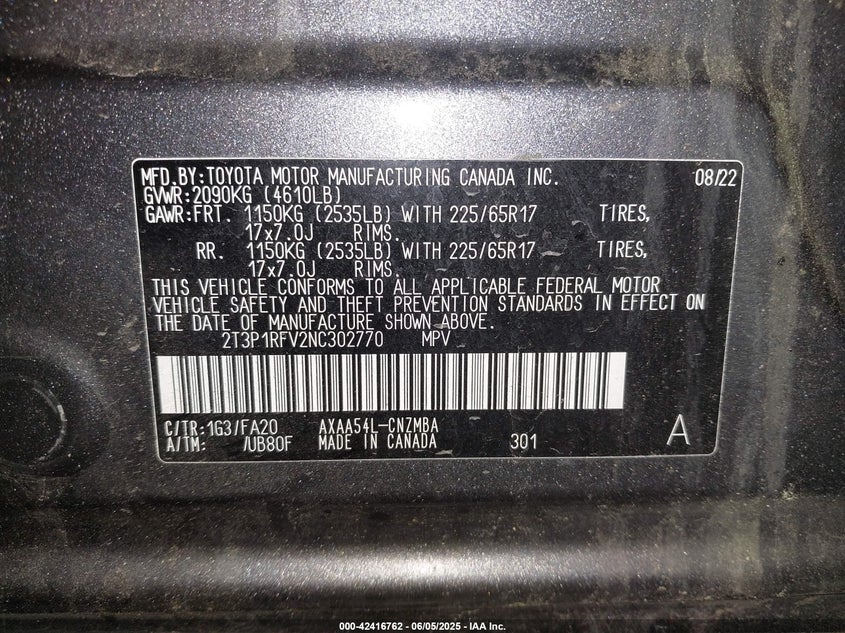 MFD.BY:TOYOTA MOTOR MANUFACTURING CANADA INC. 08/22
GVWR:2090KG (4610LB)
GAWR:FRT. 1150KG (2535LB) WITH 225/65R17 TIRES,
17x7.0J RIMS.
RR. 1150KG (2535LB) WITH 225/65R17 TIRES,
17x7.0J RIMS.
THIS VEHICLE CONFORMS TO ALL APPLICABLE FEDERAL MOTOR
VEHICLE SAFETY AND THEFT PREVENTION STANDARDS IN EFFECT ON
THE DATE OF MANUFACTURE SHOWN ABOVE.
2T3P1RFV2NC302770 MPV
C/TR:1G3/FA20 AXAA54L-CNZMBA
A/TM: /UB80F MADE IN CANADA 301 A
000-42416762 - 06/05/2025 - IAA Inc.